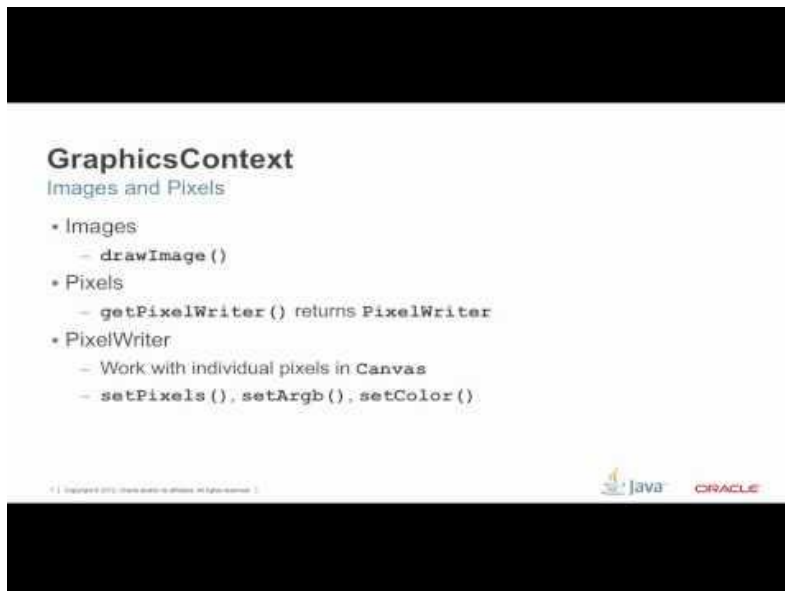 GraphicsContext
Images and Pixels
• Images
– drawImage()
• Pixels
– getPixelWriter() returns PixelWriter
• PixelWriter
– Work with individual pixels in Canvas
– setPixels(), setArgb(), setColor()
Java ORACLE